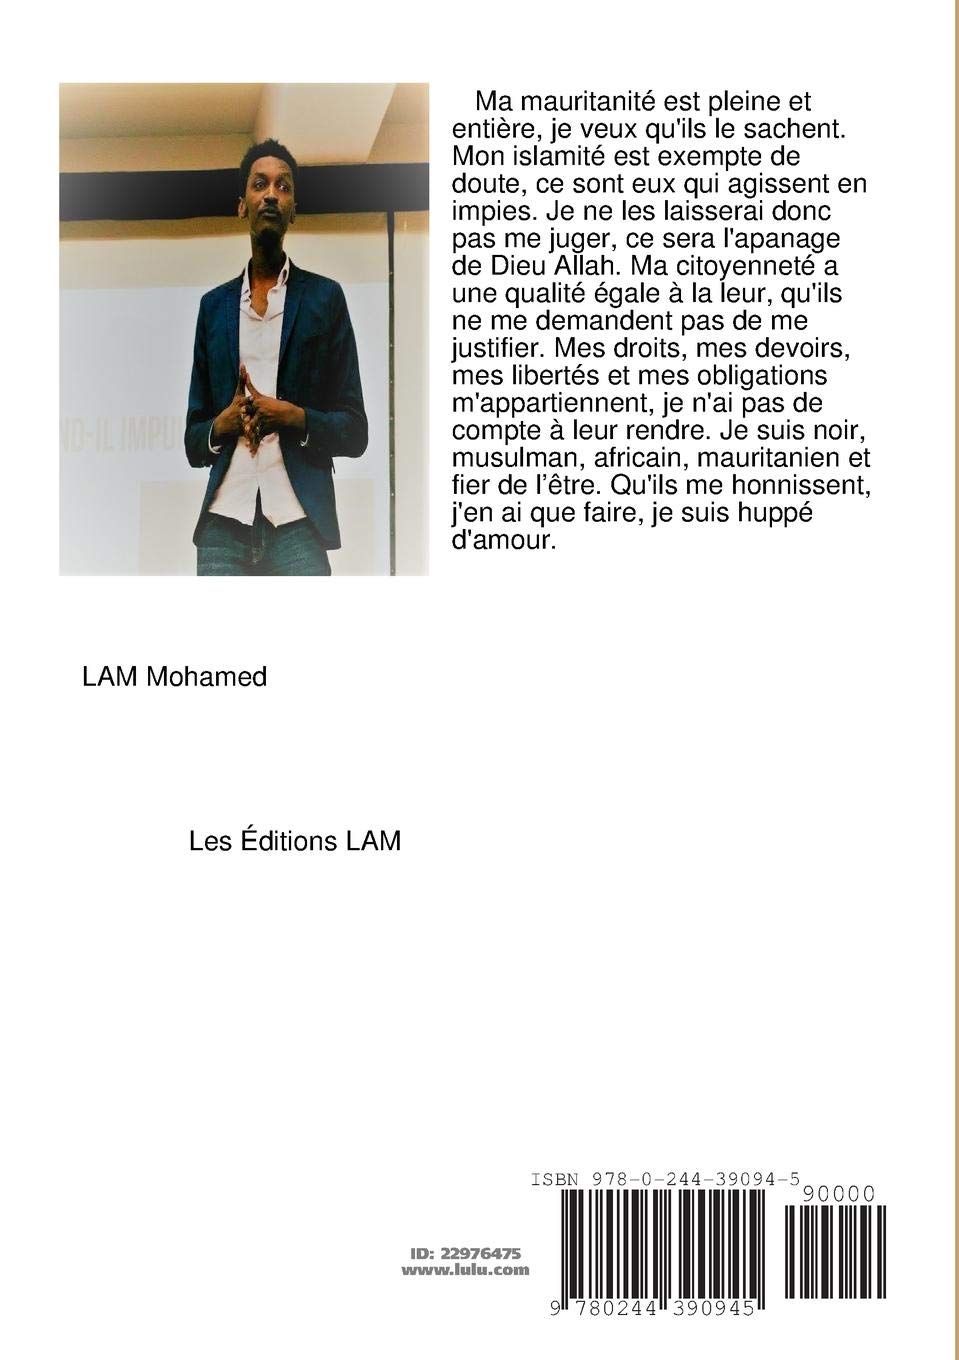 Ma mauritanité est pleine et
entière, je veux qu'ils le sachent.
Mon islamité est exempte de
doute, ce sont eux qui agissent en
impies. Je ne les laisserai donc
pas me juger, ce sera l'apanage
de Dieu Allah. Ma citoyenneté a
une qualité égale à la leur, qu'ils
ne me demandent pas de me
justifier. Mes droits, mes devoirs,
mes libertés et mes obligations
m'appartiennent, je n'ai pas de
compte à leur rendre. Je suis noir,
musulman, africain, mauritanien et
fier de l’être. Qu'ils me honnissent,
j'en ai que faire, je suis huppé
d'amour.
ND-IL IMPU
LAM Mohamed
Les Éditions LAM
ISBN 978-0-244-39094-5
90000
ID: 22976475
www.lulu.com
9 780244 390945